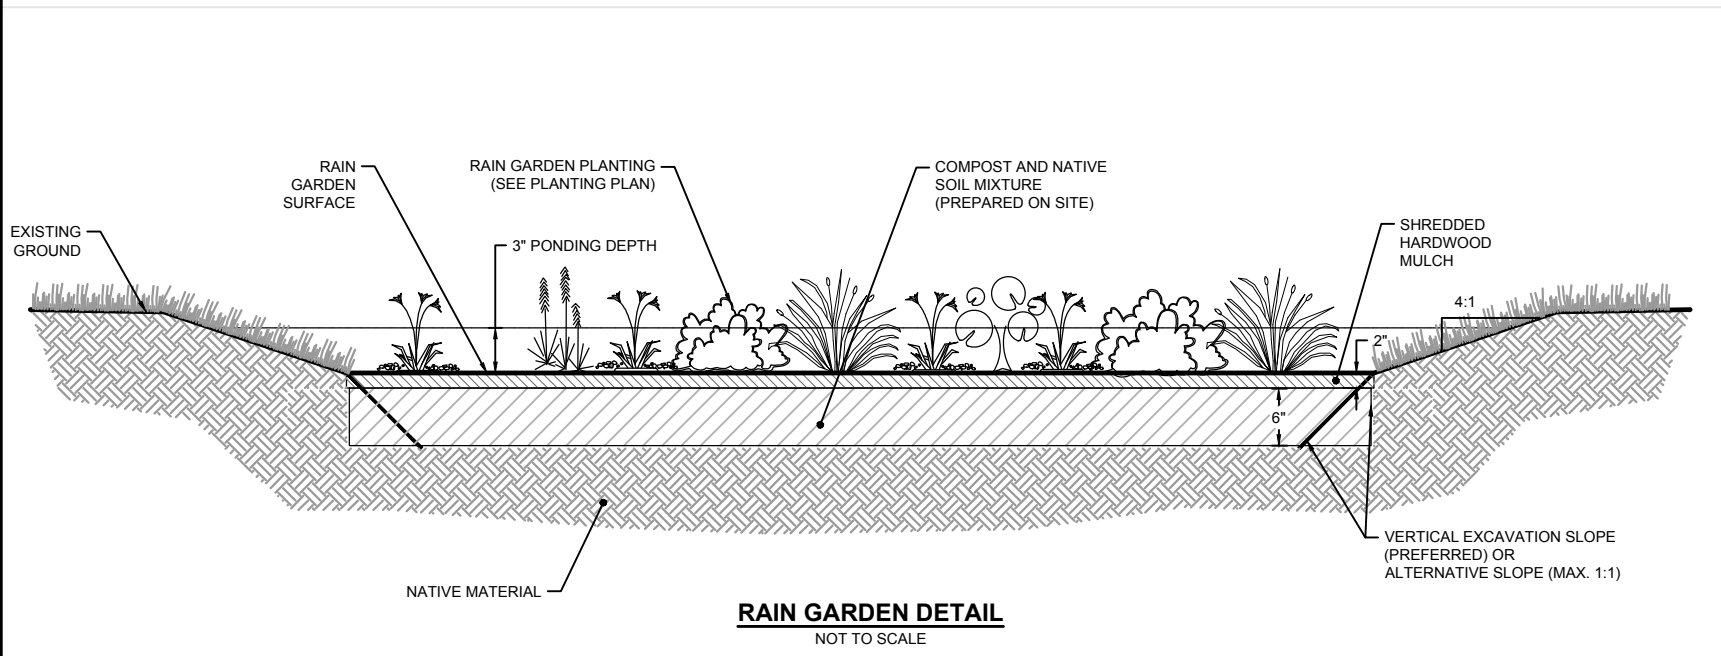 RAIN
GARDEN
SURFACE
RAIN GARDEN PLANTING
(SEE PLANTING PLAN)
COMPOST AND NATIVE
SOIL MIXTURE
(PREPARED ON SITE)
EXISTING
GROUND
3" PONDING DEPTH
SHREDDED
HARDWOOD
MULCH
4:1
2"
6"
VERTICAL EXCAVATION SLOPE
(PREFERRED) OR
ALTERNATIVE SLOPE (MAX. 1:1)
NATIVE MATERIAL
RAIN GARDEN DETAIL
NOT TO SCALE